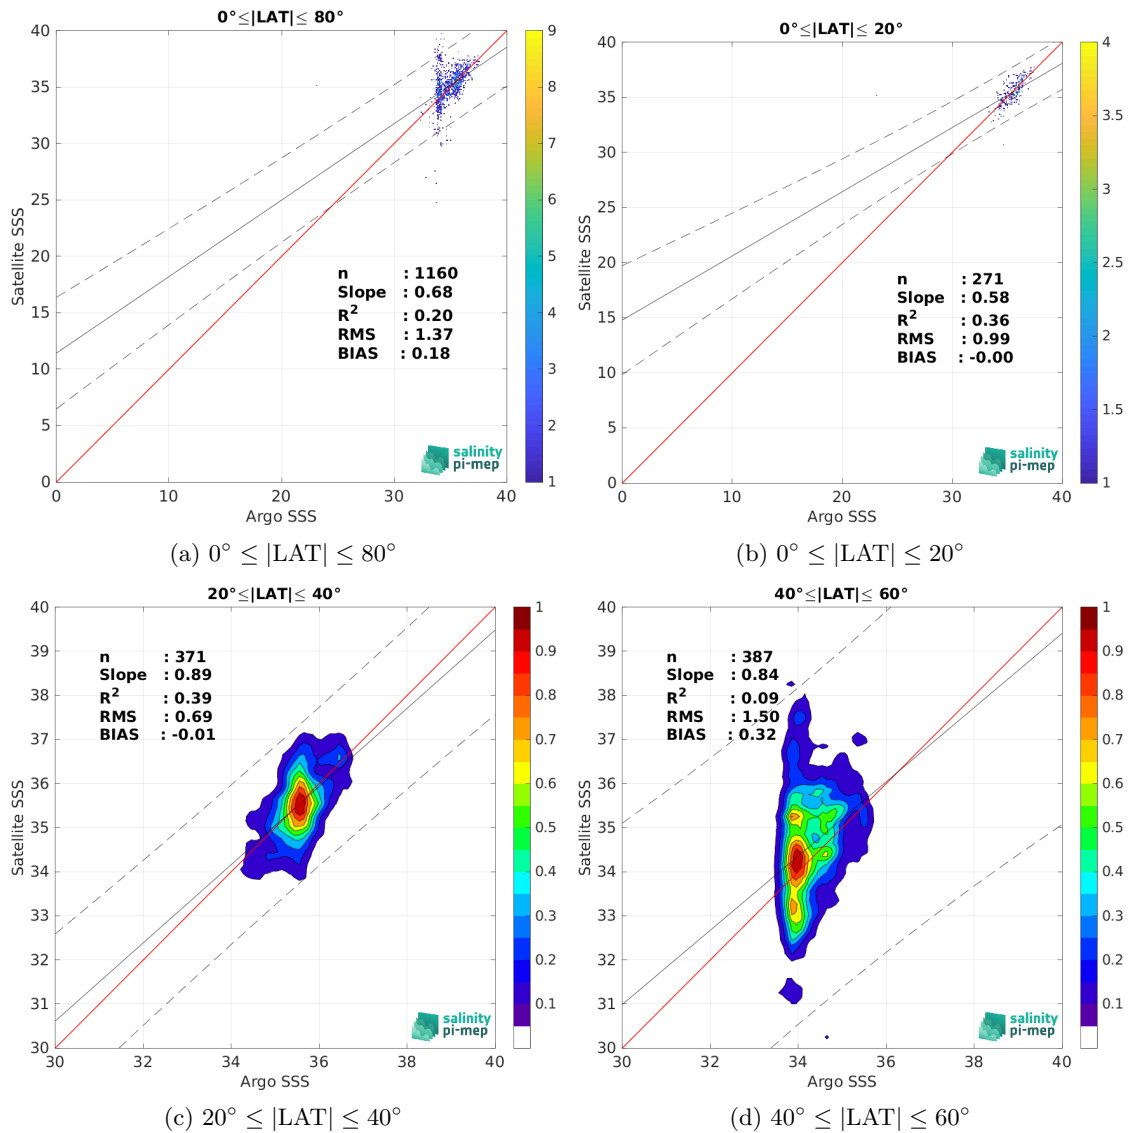 0°≤|LAT|≤ 80°
40
35
30
25
20
15
10
5
0
Satellite SSS
0 10 20 30 40
Argo SSS
n : 1160
Slope : 0.68
R² : 0.20
RMS : 1.37
BIAS : 0.18
salinity
pi-mep
9
8
7
6
5
4
3
2
1
(a) 0° ≤ |LAT| ≤ 80°
0°≤|LAT|≤ 20°
40
35
30
25
20
15
10
5
0
Satellite SSS
0 10 20 30 40
Argo SSS
n : 271
Slope : 0.58
R² : 0.36
RMS : 0.99
BIAS : -0.00
salinity
pi-mep
4
3.5
3
2.5
2
1.5
1
(b) 0° ≤ |LAT| ≤ 20°
20°≤|LAT|≤ 40°
40
39
38
37
36
35
34
33
32
31
30
Satellite SSS
30 32 34 36 38 40
Argo SSS
n : 371
Slope : 0.89
R² : 0.39
RMS : 0.69
BIAS : -0.01
salinity
pi-mep
1
0.9
0.8
0.7
0.6
0.5
0.4
0.3
0.2
0.1
(c) 20° ≤ |LAT| ≤ 40°
40°≤|LAT|≤ 60°
40
39
38
37
36
35
34
33
32
31
30
Satellite SSS
30 32 34 36 38 40
Argo SSS
n : 387
Slope : 0.84
R² : 0.09
RMS : 1.50
BIAS : 0.32
salinity
pi-mep
1
0.9
0.8
0.7
0.6
0.5
0.4
0.3
0.2
0.1
(d) 40° ≤ |LAT| ≤ 60°